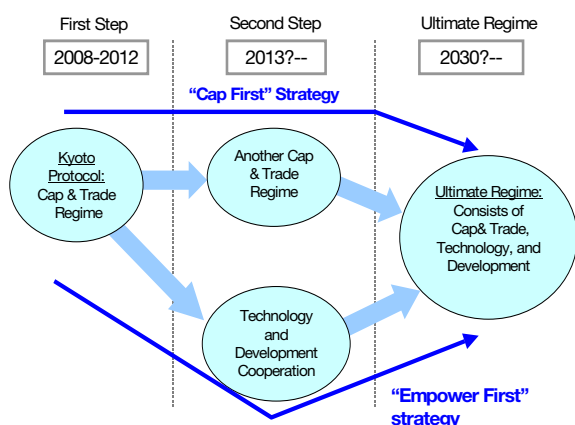 First Step
Second Step
Ultimate Regime
2008-2012
2013?--
2030?--
“Cap First” Strategy
Kyoto
Protocol:
Cap & Trade
Regime
Another Cap
& Trade
Regime
Ultimate Regime:
Consists of
Cap& Trade,
Technology, and
Development
Technology
and
Development
Cooperation
“Empower First”
strategy